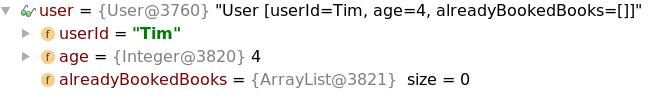 user = {User@3760} "User [userId=Tim, age=4, alreadyBookedBooks=[]]"
f userId = "Tim"
f age = {Integer@3820} 4
f alreadyBookedBooks = {ArrayList@3821} size = 0